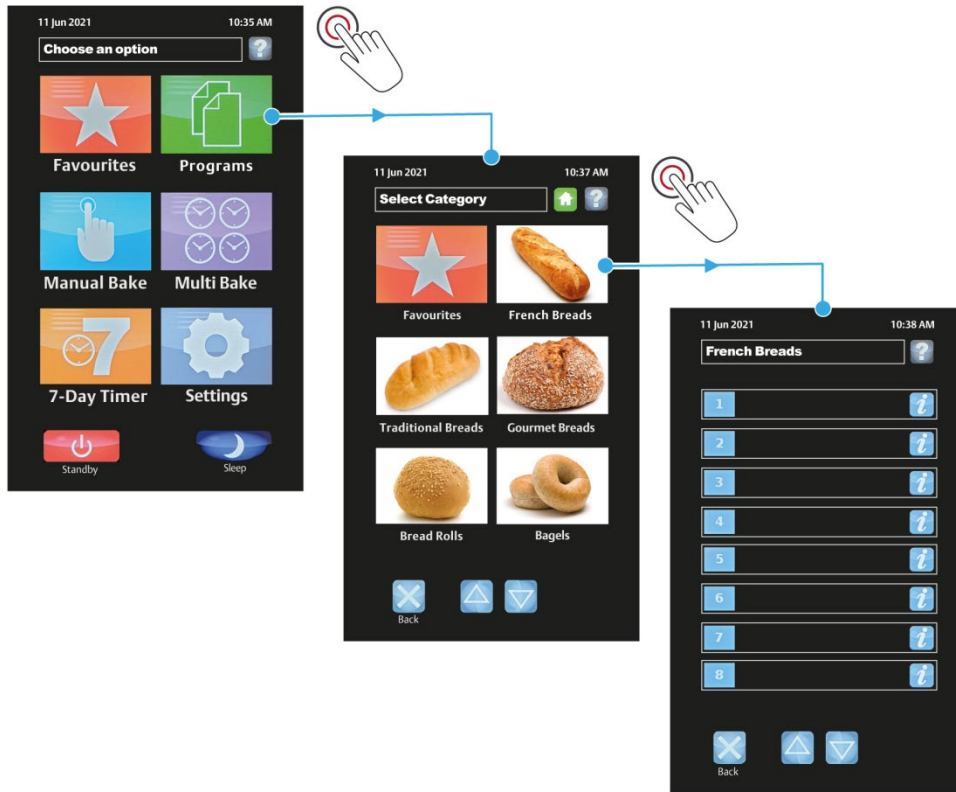 11 Jun 2021 10:35 AM
Choose an option ?
Favourites Programs
Manual Bake Multi Bake
7
7-Day Timer Settings
Standby Sleep
11 Jun 2021 10:37 AM
Select Category ?
Favourites French Breads
Traditional Breads Gourmet Breads
Bread Rolls Bagels
Back
11 Jun 2021 10:38 AM
French Breads ?
1 i
2 i
3 i
4 i
5 i
6 i
7 i
8 i
Back